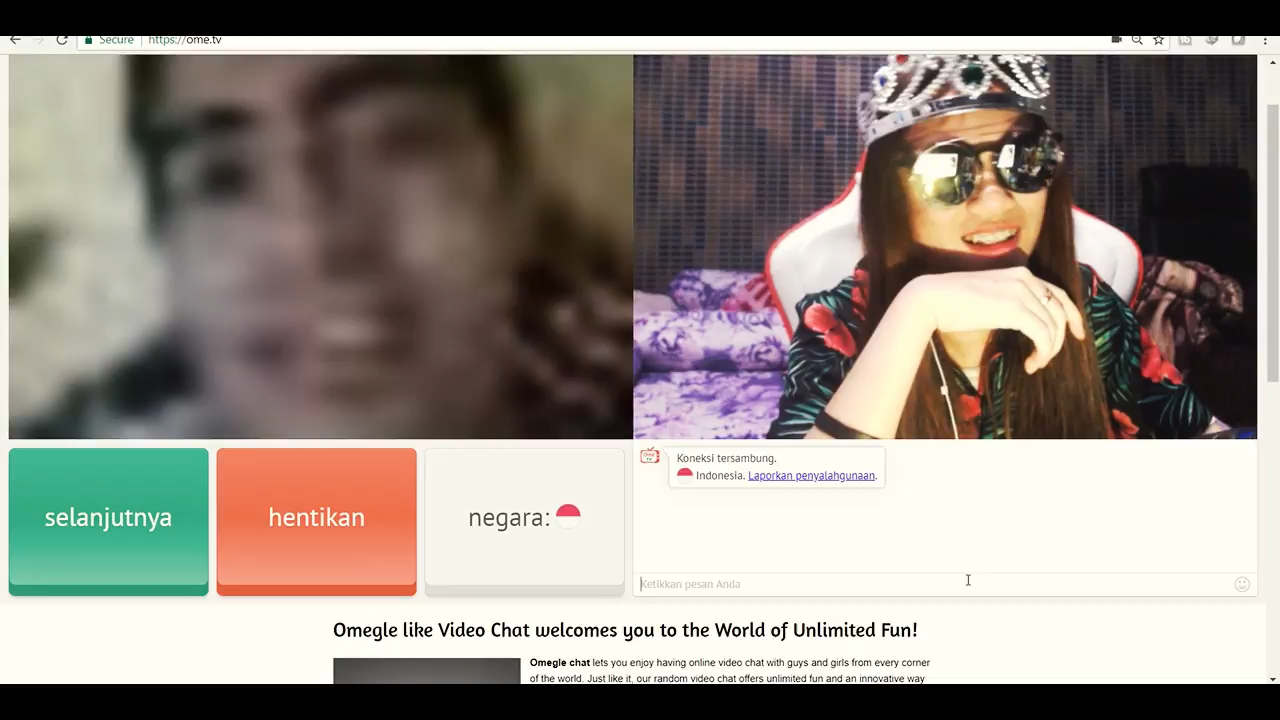 Secure
https://ome.tv
Koneksi tersambung.
Indonesia. Laporkan penyalahgunaan.
selanjutnya
hentikan
negara:
Ketikkan pesan Anda
Omegle like Video Chat welcomes you to the World of Unlimited Fun!
Omegle chat lets you enjoy having online video chat with guys and girls from every corner
of the world. Just like it, our random video chat offers unlimited fun and an innovative way